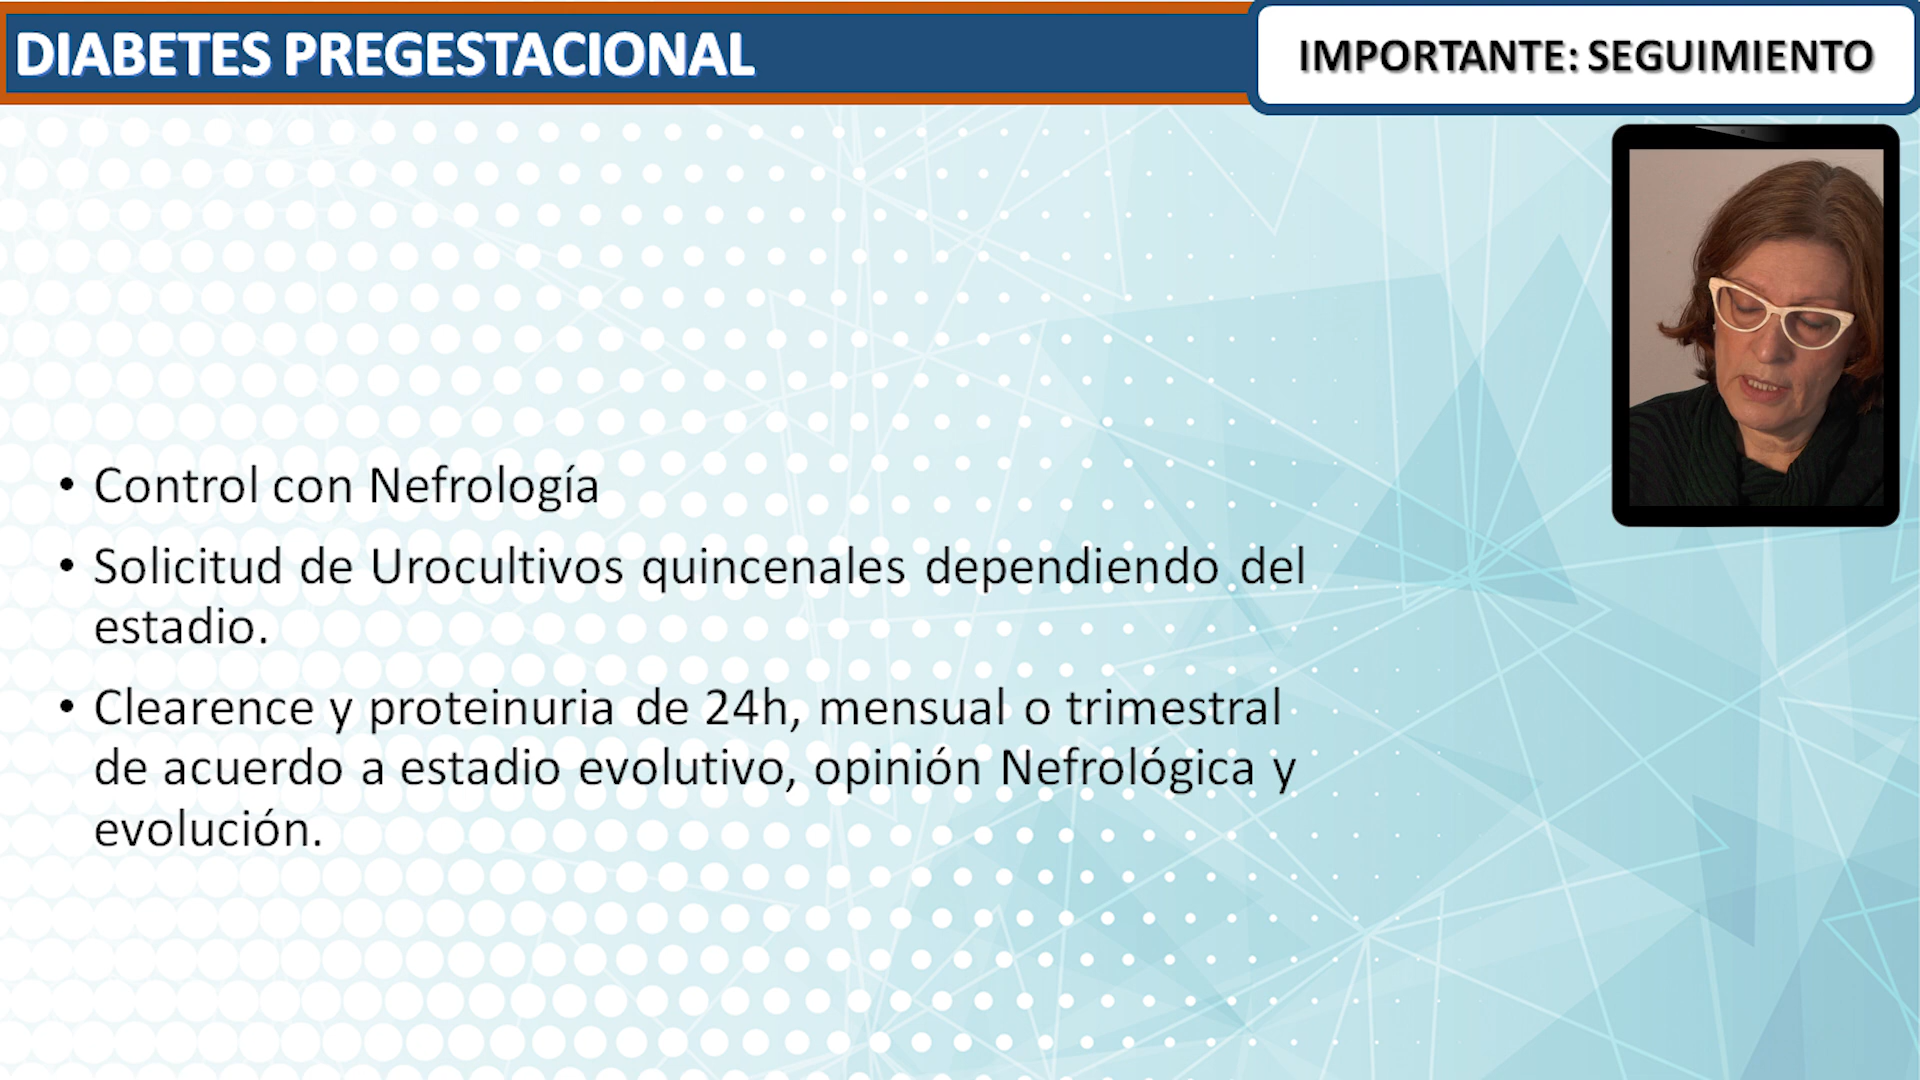 DIABETES PREGESTACIONAL
IMPORTANTE: SEGUIMIENTO
• Control con Nefrología
• Solicitud de Urocultivos quincenales dependiendo del
estadio.
• Clearence y proteinuria de 24h, mensual o trimestral
de acuerdo a estadio evolutivo, opinión Nefrológica y
evolución.